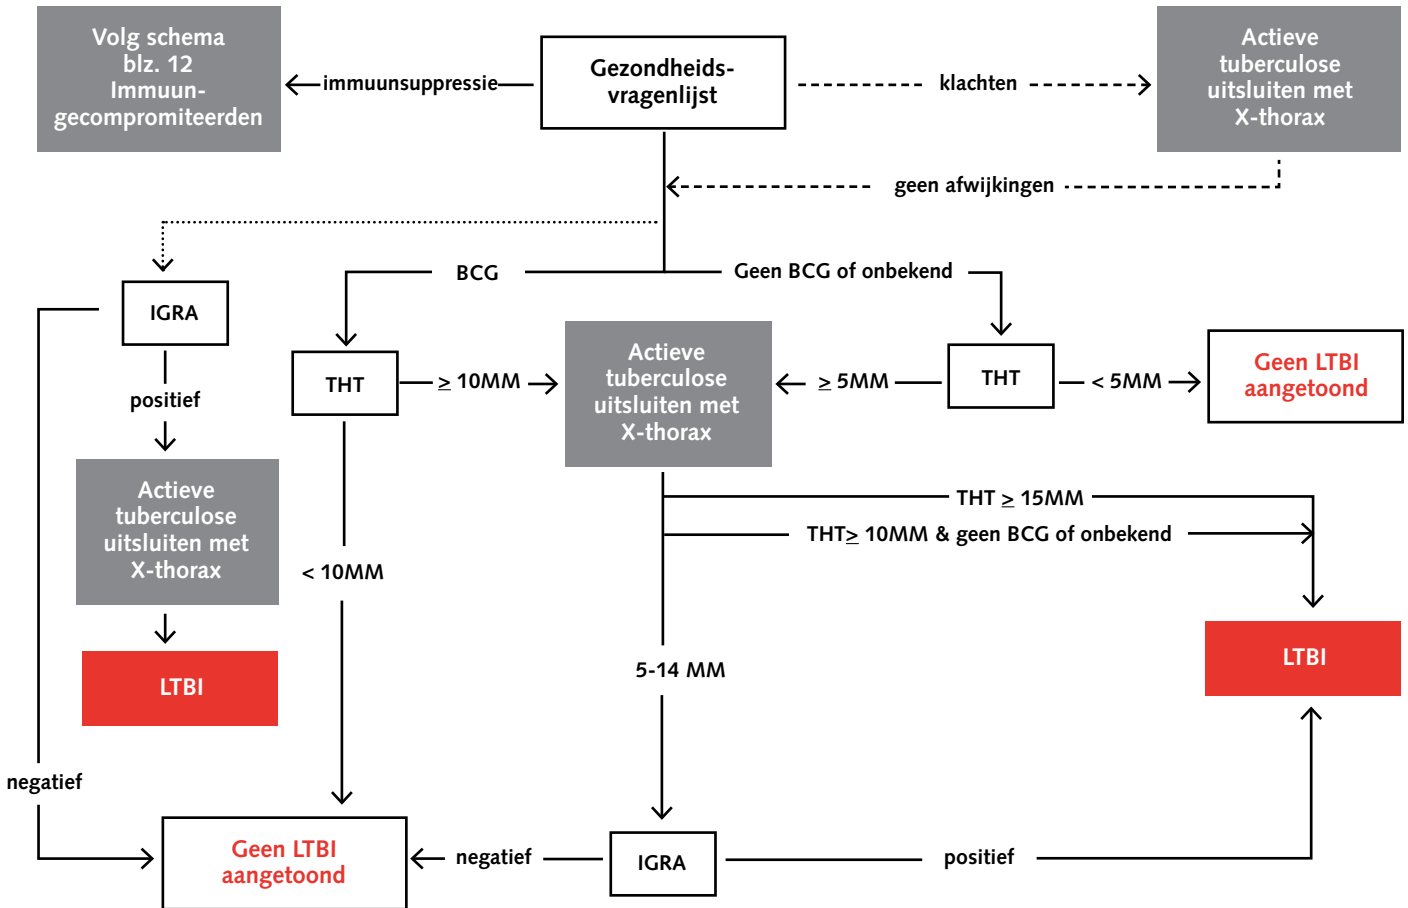 Volg schema
blz. 12
Immuun-
gecompromiteerden
immuunsuppressie
Gezondheids-
vragenlijst
klachten
Actieve
tuberculose
uitsluiten met
X-thorax
geen afwijkingen
BCG
Geen BCG of onbekend
IGRA
positief
Actieve
tuberculose
uitsluiten met
X-thorax
LTBI
negatief
THT
≥ 10MM
< 10MM
Actieve
tuberculose
uitsluiten met
X-thorax
≥ 5MM
THT
< 5MM
Geen LTBI
aangetoond
THT ≥ 15MM
THT≥ 10MM & geen BCG of onbekend
LTBI
5-14 MM
Geen LTBI
aangetoond
negatief
IGRA
positief